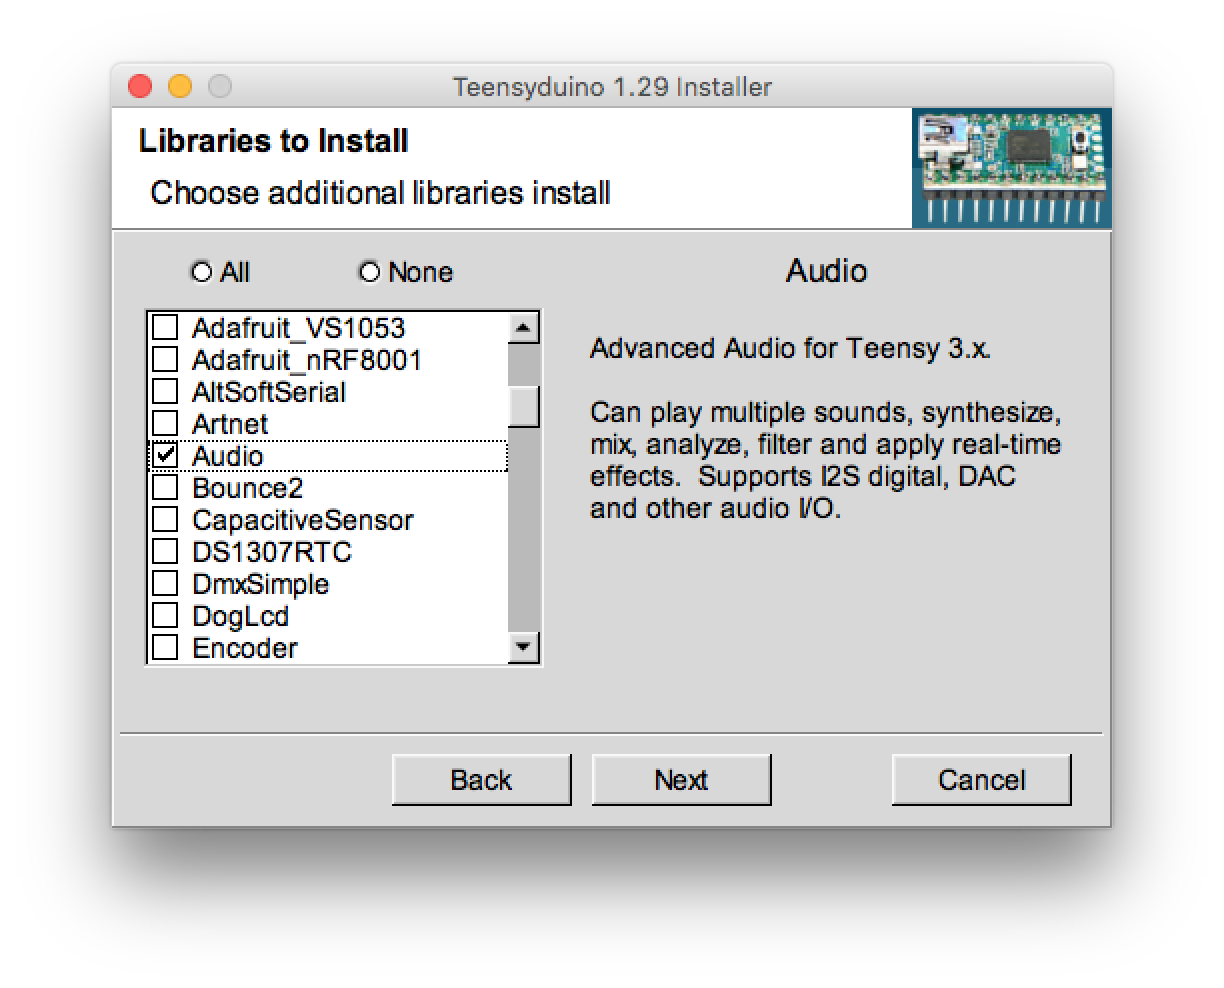 Teensyduino 1.29 Installer
Libraries to Install
Choose additional libraries install
All None
Adafruit_VS1053
Adafruit_nRF8001
AltSoftSerial
Artnet
Audio
Bounce2
CapacitiveSensor
DS1307RTC
DmxSimple
DogLcd
Encoder
Audio
Advanced Audio for Teensy 3.x.
Can play multiple sounds, synthesize,
mix, analyze, filter and apply real-time
effects.  Supports I2S digital, DAC
and other audio I/O.
Back Next Cancel